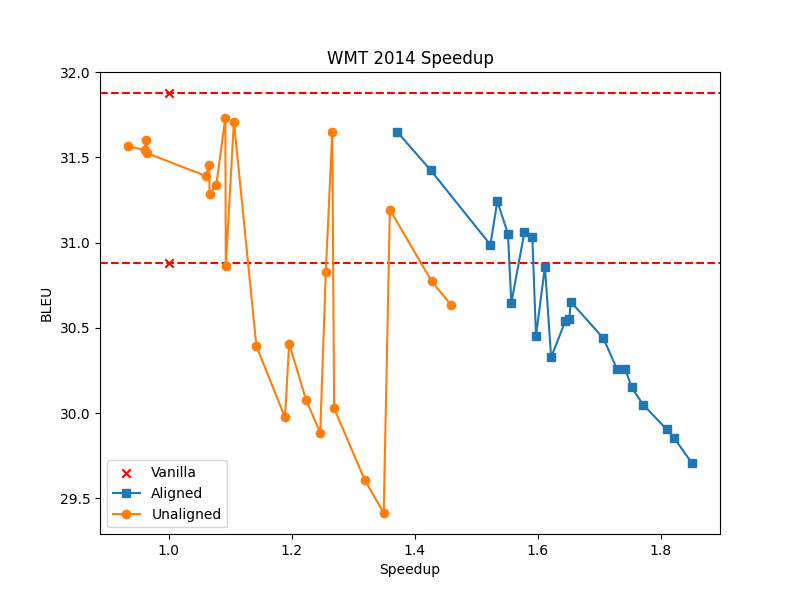 WMT 2014 Speedup
BLEU
32.0
31.5
31.0
30.5
30.0
29.5
Vanilla
Aligned
Unaligned
1.0 1.2 1.4 1.6 1.8
Speedup